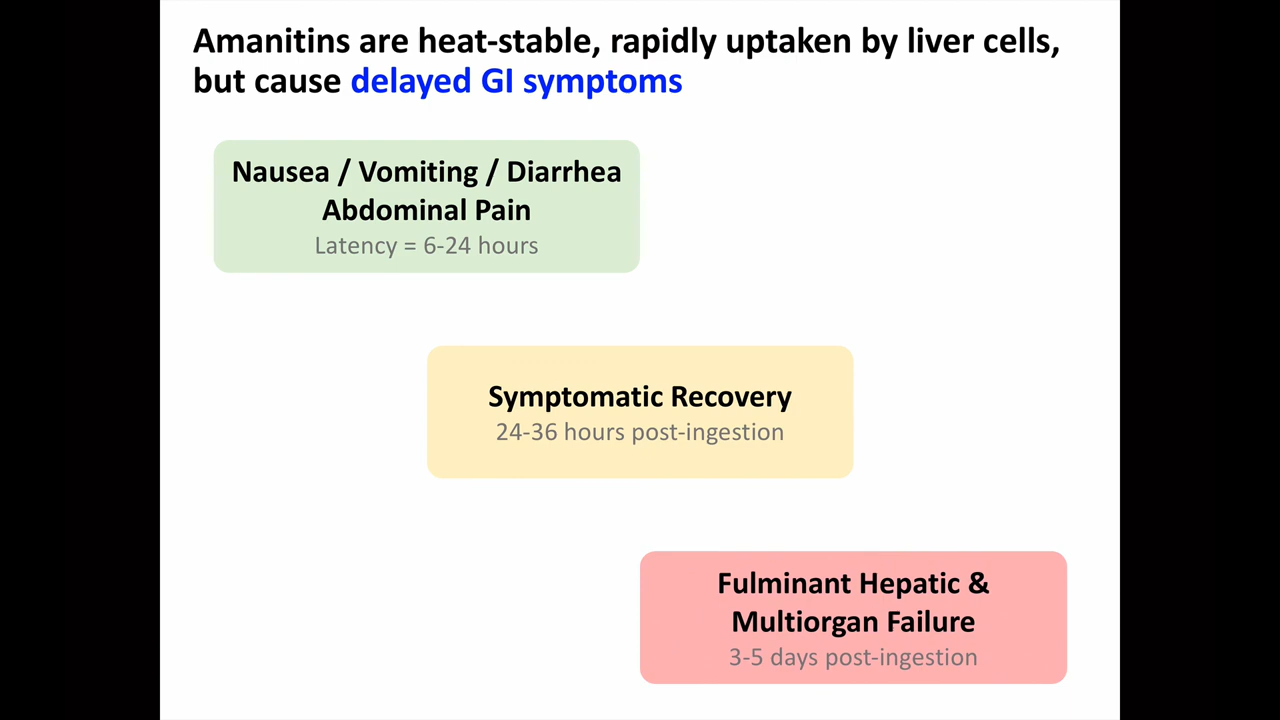 Amanitins are heat-stable, rapidly uptaken by liver cells,
but cause delayed GI symptoms
Nausea / Vomiting / Diarrhea
Abdominal Pain
Latency = 6-24 hours
Symptomatic Recovery
24-36 hours post-ingestion
Fulminant Hepatic &
Multiorgan Failure
3-5 days post-ingestion